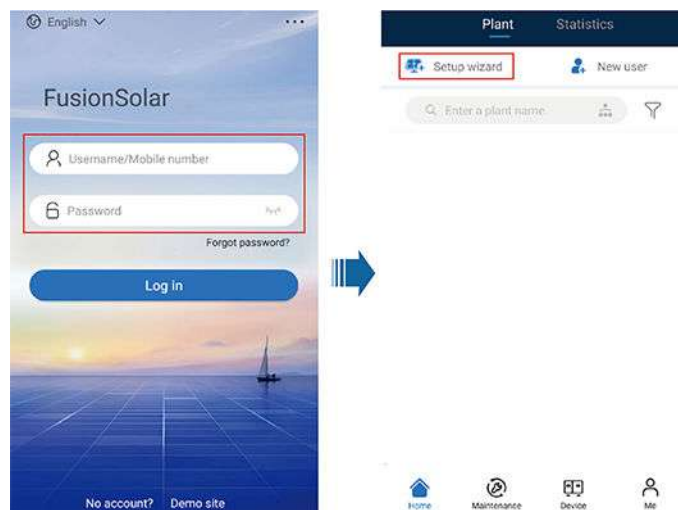 English
FusionSolar
Username/Mobile number
Password
Forgot password?
Log in
No account? Demo site
Plant Statistics
Setup wizard New user
Enter a plant name
Home Maintenance Device Me